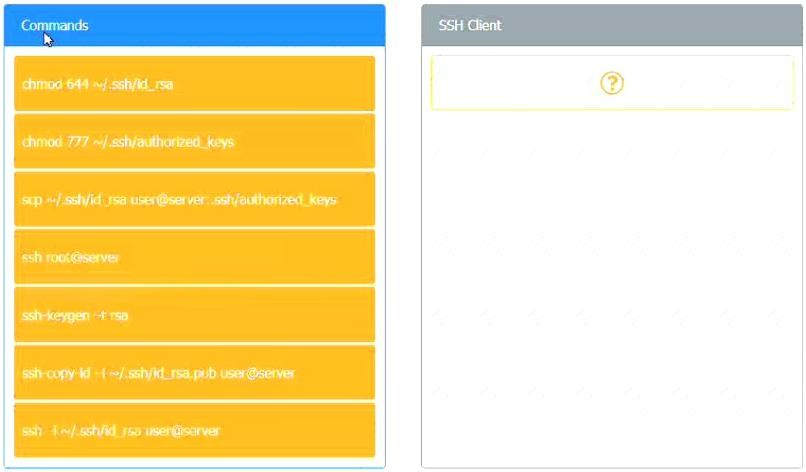 Commands
SSH Client
chmod 644 ~/.ssh/id_rsa
chmod 777 ~/.ssh/authorized_keys
scp ~/.ssh/id_rsa user@server:.ssh/authorized_keys
ssh root@server
ssh-keygen -t rsa
ssh-copy-id -i ~/.ssh/id_rsa.pub user@server
ssh -i ~/.ssh/id_rsa user@server